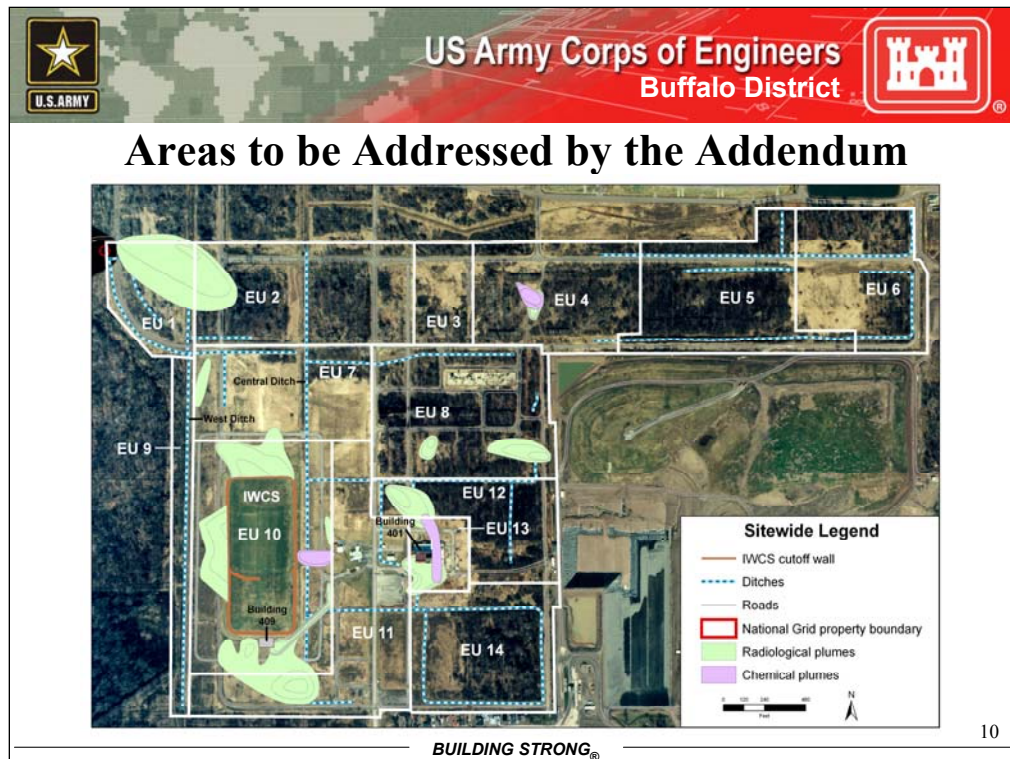 US Army Corps of Engineers
Buffalo District
U.S.ARMY
®
Areas to be Addressed by the Addendum
EU 1
EU 2
EU 3
EU 4
EU 5
EU 6
EU 7
Central Ditch
EU 8
West Ditch
EU 9
IWCS
EU 10
EU 12
Building
401
EU 13
Building
409
EU 11
EU 14
Sitewide Legend
IWCS cutoff wall
Ditches
Roads
National Grid property boundary
Radiological plumes
Chemical plumes
N
Feet
10
BUILDING STRONG®